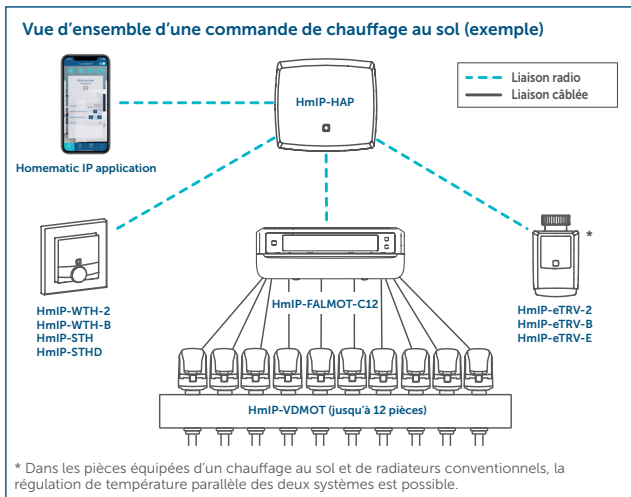 Vue d’ensemble d’une commande de chauffage au sol (exemple)
HmIP-HAP
Liaison radio
Liaison câblée
Homematic IP application
HmIP-WTH-2
HmIP-WTH-B
HmIP-STH
HmIP-STHD
HmIP-FALMOT-C12
*
HmIP-eTRV-2
HmIP-eTRV-B
HmIP-eTRV-E
HmIP-VDMOT (jusqu’à 12 pièces)
* Dans les pièces équipées d’un chauffage au sol et de radiateurs conventionnels, la
régulation de température parallèle des deux systèmes est possible.